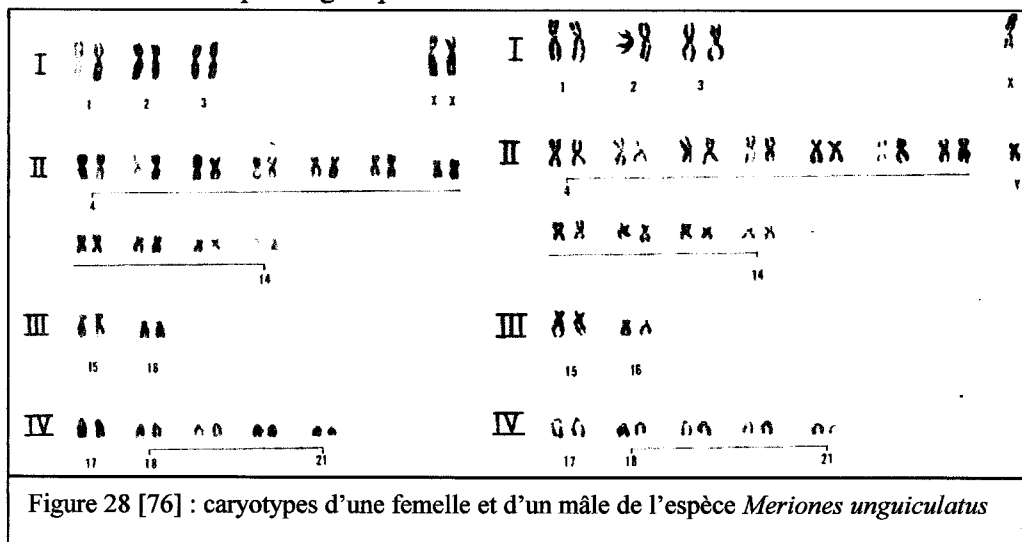 I
1 2 3 x x
II
4
14
III
15 16
IV
17 18 21
I
1 2 3 x
II
4 Y
14
III
15 16
IV
17 18 21
Figure 28 [76] : caryotypes d'une femelle et d'un mâle de l'espèce Meriones unguiculatus